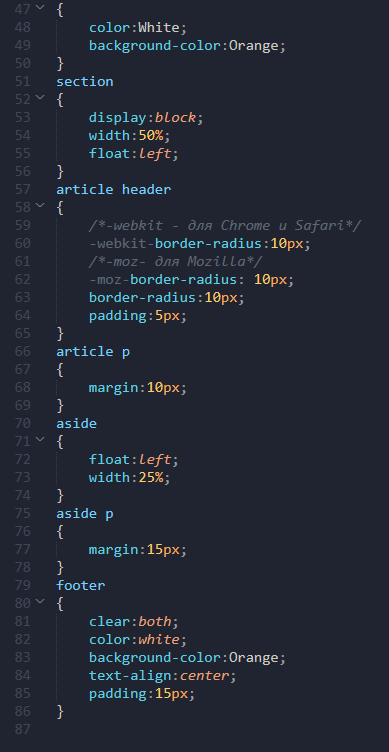 47 {
48 color:White;
49 background-color:Orange;
50 }
51 section
52 {
53 display:block;
54 width:50%;
55 float:left;
56 }
57 article header
58 {
59 /*-webkit - для Chrome и Safari*/
60 -webkit-border-radius:10px;
61 /*-moz- для Mozilla*/
62 -moz-border-radius: 10px;
63 border-radius:10px;
64 padding:5px;
65 }
66 article p
67 {
68 margin:10px;
69 }
70 aside
71 {
72 float:left;
73 width:25%;
74 }
75 aside p
76 {
77 margin:15px;
78 }
79 footer
80 {
81 clear:both;
82 color:white;
83 background-color:Orange;
84 text-align:center;
85 padding:15px;
86 }
87